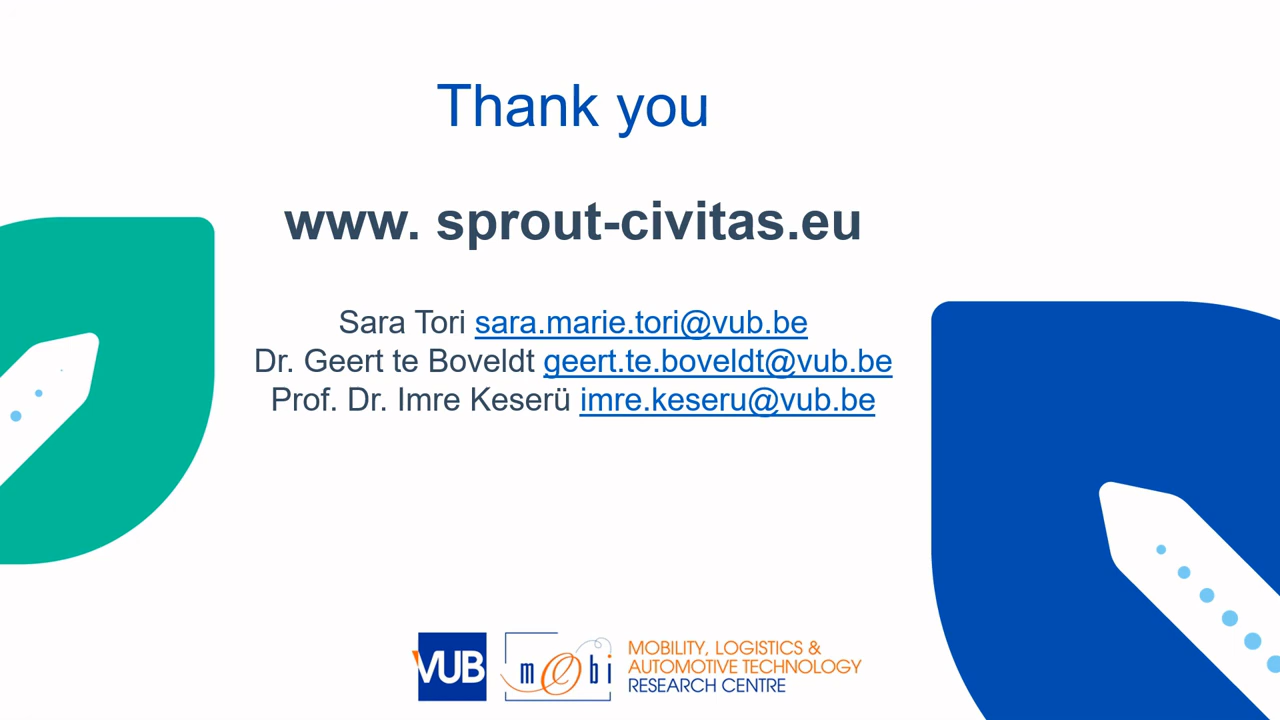 Thank you
www. sprout-civitas.eu
Sara Tori sara.marie.tori@vub.be
Dr. Geert te Boveldt geert.te.boveldt@vub.be
Prof. Dr. Imre Keserü imre.keseru@vub.be
VUB
mobi
MOBILITY, LOGISTICS &
AUTOMOTIVE TECHNOLOGY
RESEARCH CENTRE